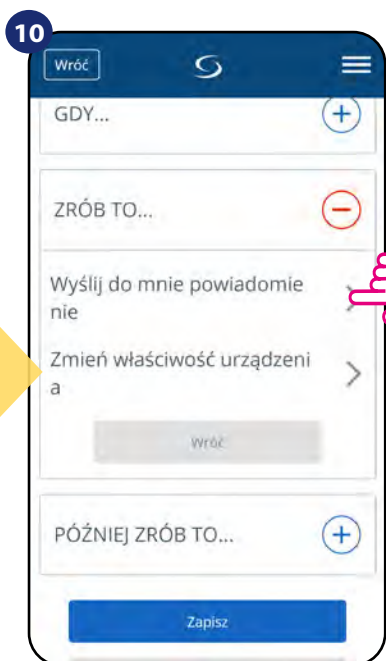 10
Wróć
GDY...
ZRÓB TO...
Wyślij do mnie powiadomie
nie
Zmień właściwość urządzeni
a
Wróć
PÓŹNIEJ ZRÓB TO...
Zapisz